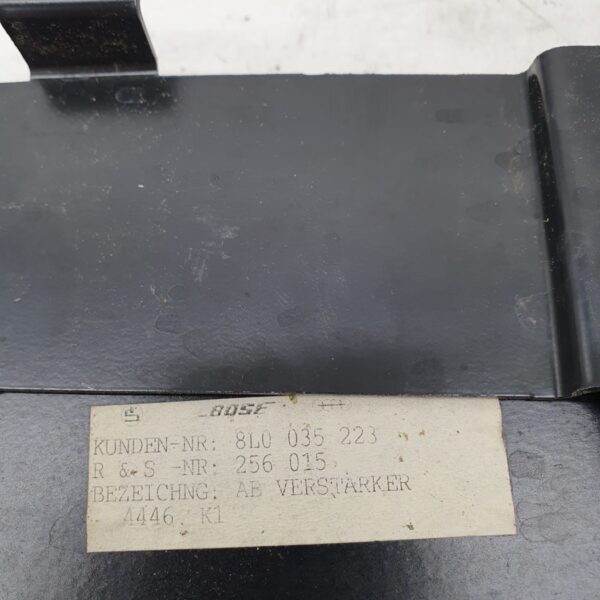 BOSE
KUNDEN-NR: 8L0 035 223
R & S -NR: 256 015
BEZEICHNG: AB VERSTARKER
4446 K1